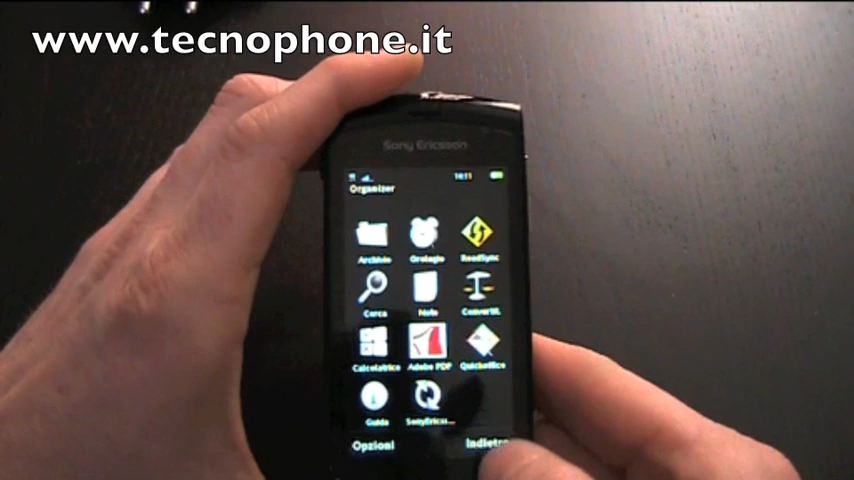 www.tecnophone.it
Sony Ericsson
14:11
Organizer
Archivio Orologio RoadSync
Cerca Note Convertit.
Calcolatrice Adobe PDF Quickoffice
Guida SonyEricss...
Opzioni Indietro